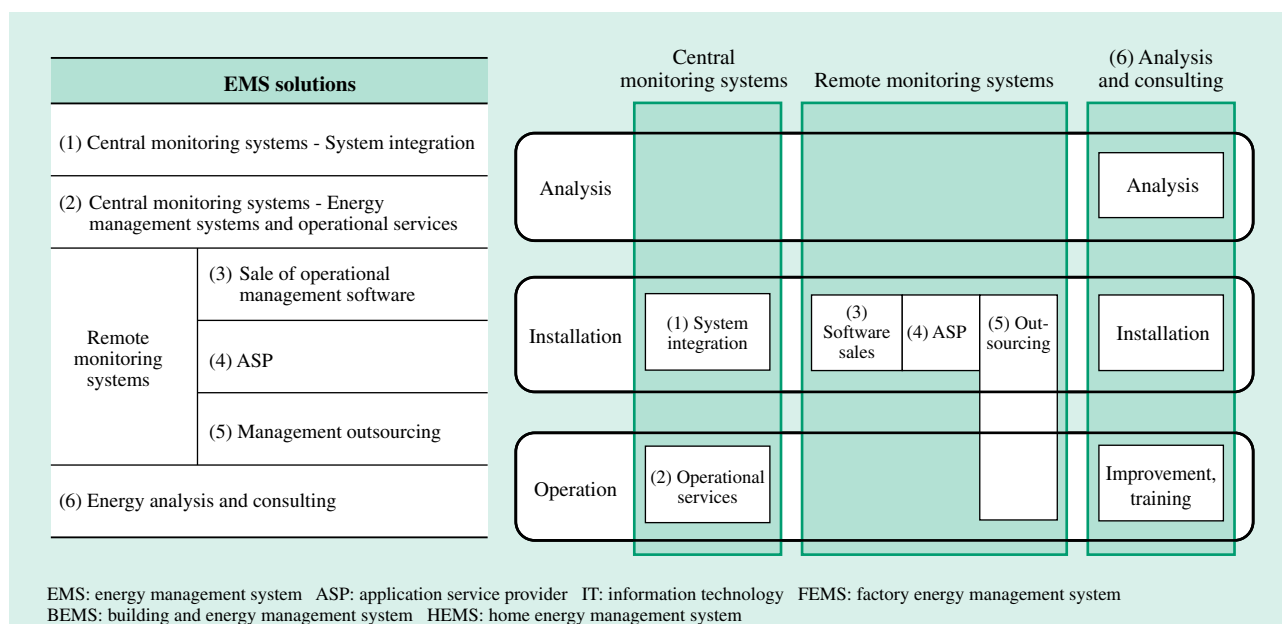 EMS solutions
(1) Central monitoring systems - System integration
(2) Central monitoring systems - Energy
management systems and operational services
Remote
monitoring
systems
(3) Sale of operational
management software
(4) ASP
(5) Management outsourcing
(6) Energy analysis and consulting
Central
monitoring systems
Remote monitoring systems
(6) Analysis
and consulting
Analysis
Analysis
Installation
(1) System
integration
(3)
Software
sales
(4) ASP
(5) Out-
sourcing
Installation
Operation
(2) Operational
services
Improvement,
training
EMS: energy management system ASP: application service provider IT: information technology FEMS: factory energy management system
BEMS: building and energy management system HEMS: home energy management system